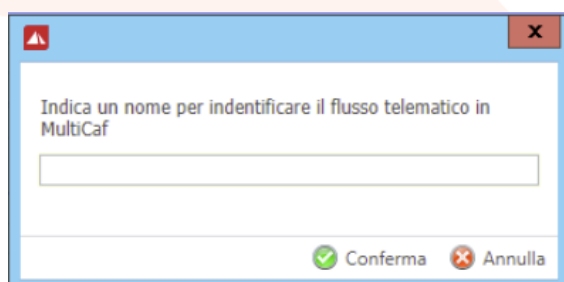 x
Indica un nome per indentificare il flusso telematico in
MultiCaf
Conferma Annulla